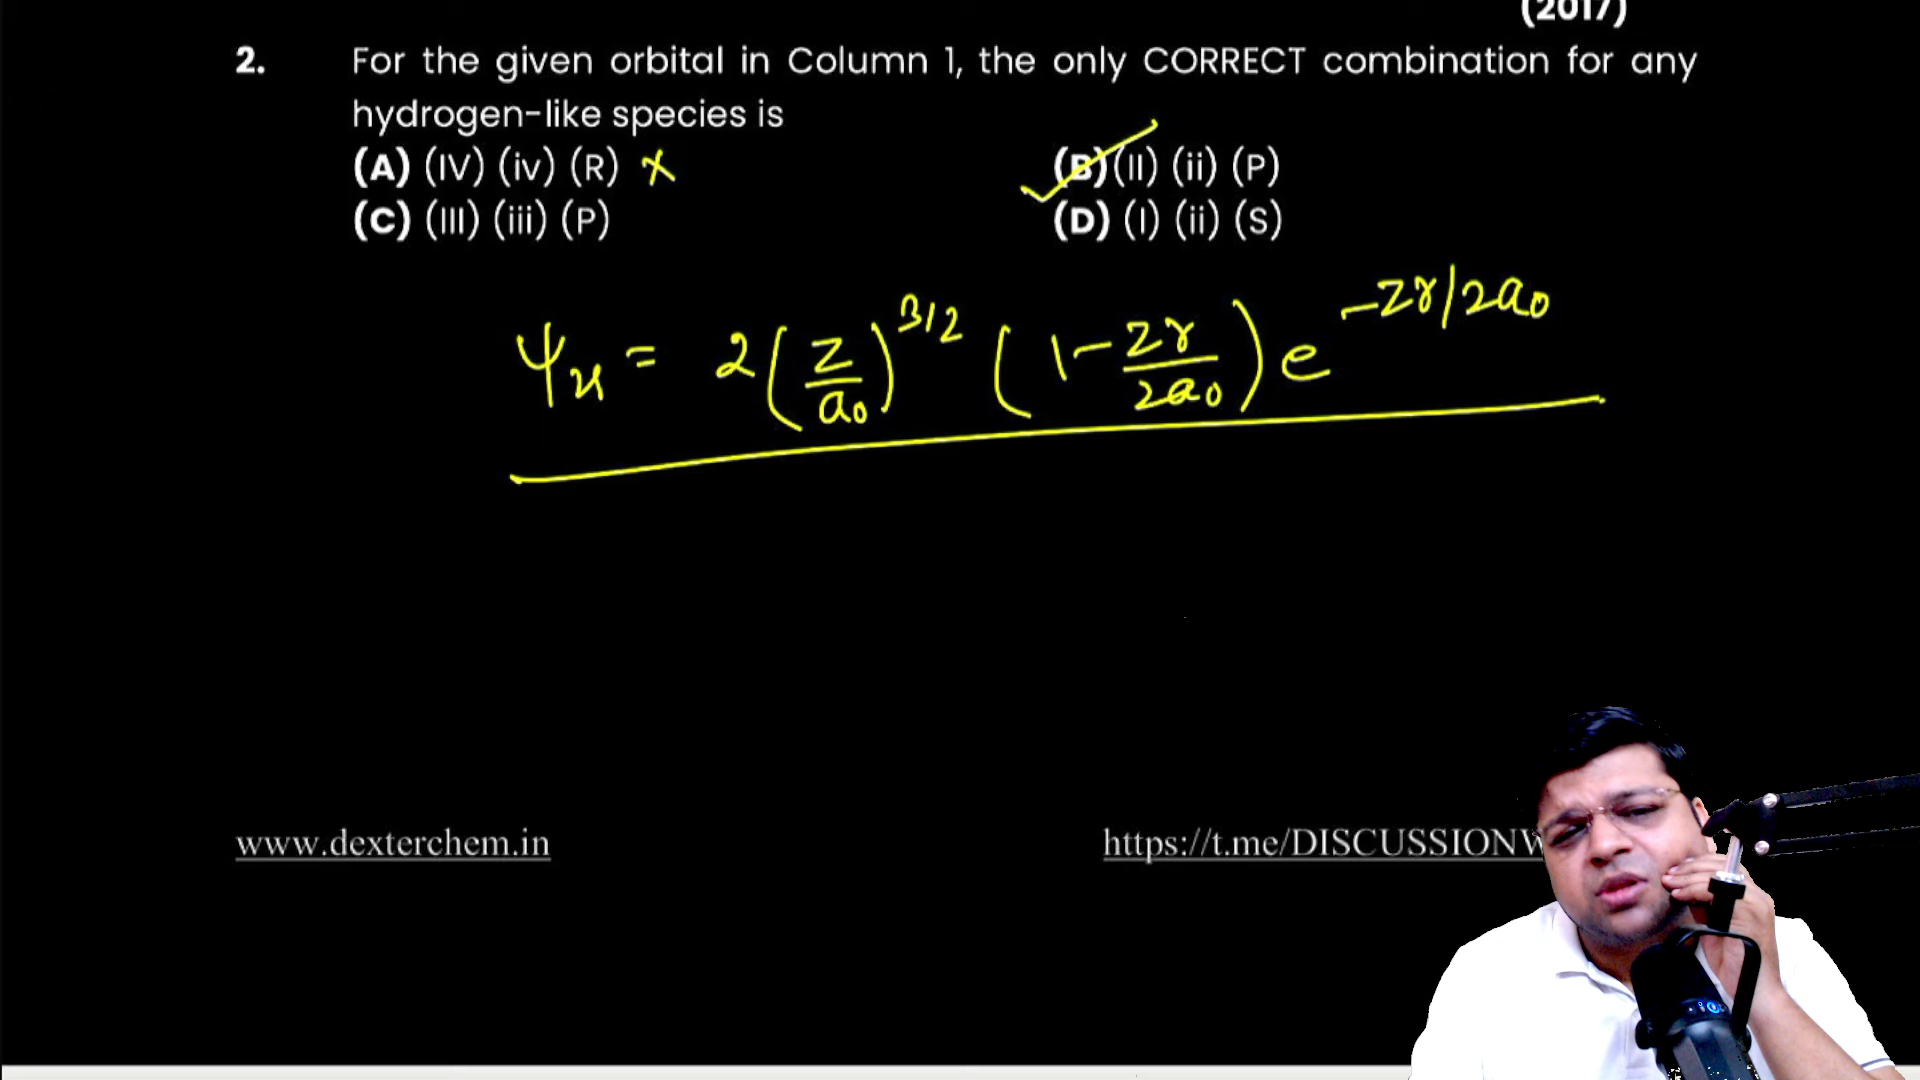 (2017)
2. For the given orbital in Column 1, the only CORRECT combination for any
hydrogen-like species is
(A) (IV) (iv) (R) ×
(B) (II) (ii) (P) ✓
(C) (III) (iii) (P)
(D) (I) (ii) (S)
ψ = 2(Z/a₀)^3/2 (1 - Zr/2a₀) e^-Zr/2a₀
www.dexterchem.in
https://t.me/DISCUSSION